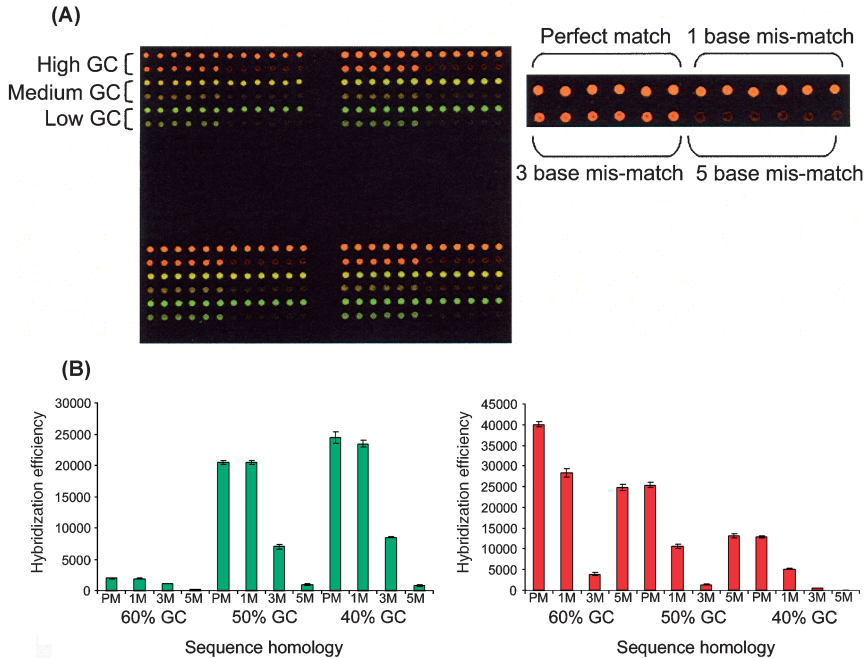 (A)
High GC
Medium GC
Low GC
Perfect match 1 base mis-match
3 base mis-match 5 base mis-match
(B)
Hybridization efficiency
30000
25000
20000
15000
10000
5000
0
PM 1M 3M 5M PM 1M 3M 5M PM 1M 3M 5M
60% GC 50% GC 40% GC
Sequence homology
Hybridization efficiency
45000
40000
35000
30000
25000
20000
15000
10000
5000
0
PM 1M 3M 5M PM 1M 3M 5M PM 1M 3M 5M
60% GC 50% GC 40% GC
Sequence homology